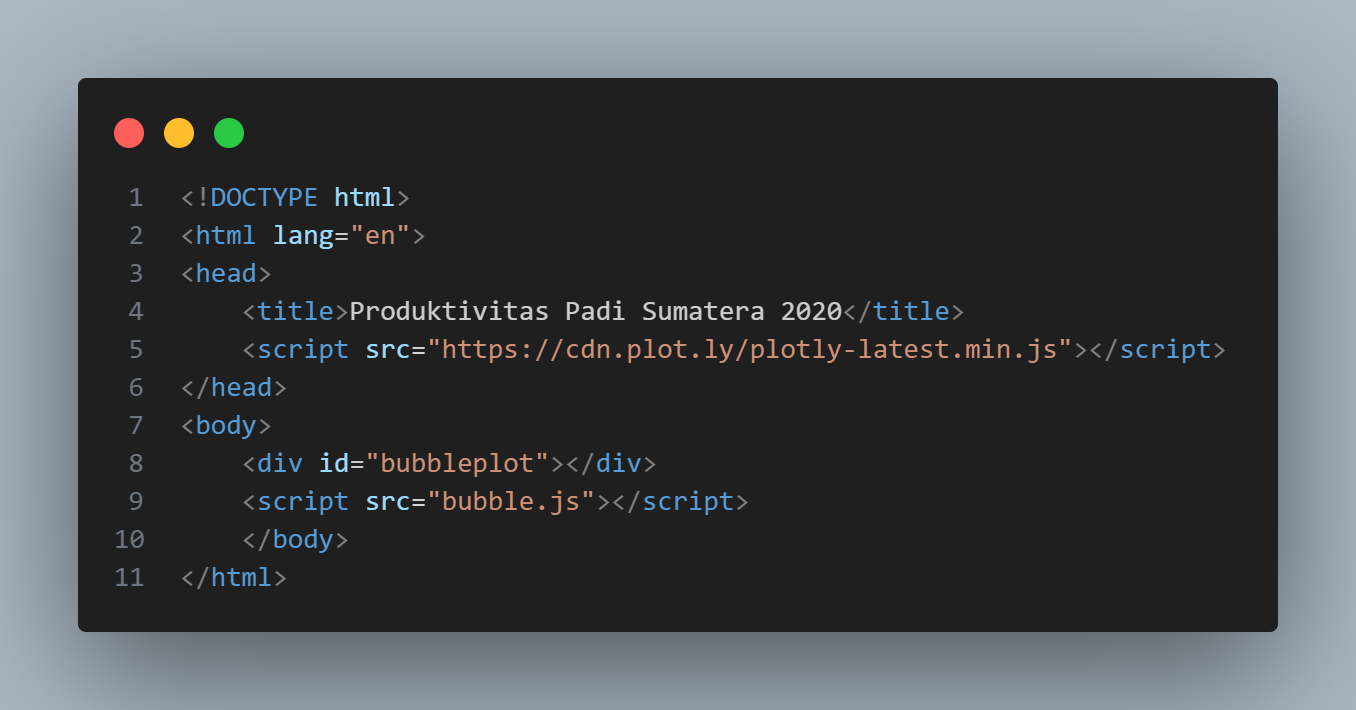 1 <!DOCTYPE html>
2 <html lang="en">
3 <head>
4     <title>Produktivitas Padi Sumatera 2020</title>
5     <script src="https://cdn.plot.ly/plotly-latest.min.js"></script>
6 </head>
7 <body>
8     <div id="bubbleplot"></div>
9     <script src="bubble.js"></script>
10     </body>
11 </html>